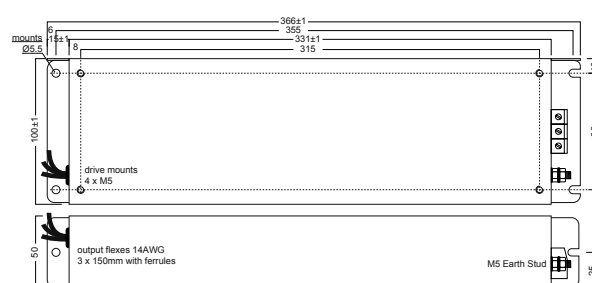 366±1
6
355
mounts
15±1
331±1
Ø5.5
8
315
100±1
drive mounts
4 x M5
50
output flexes 14AWG
3 x 150mm with ferrules
M5 Earth Stud